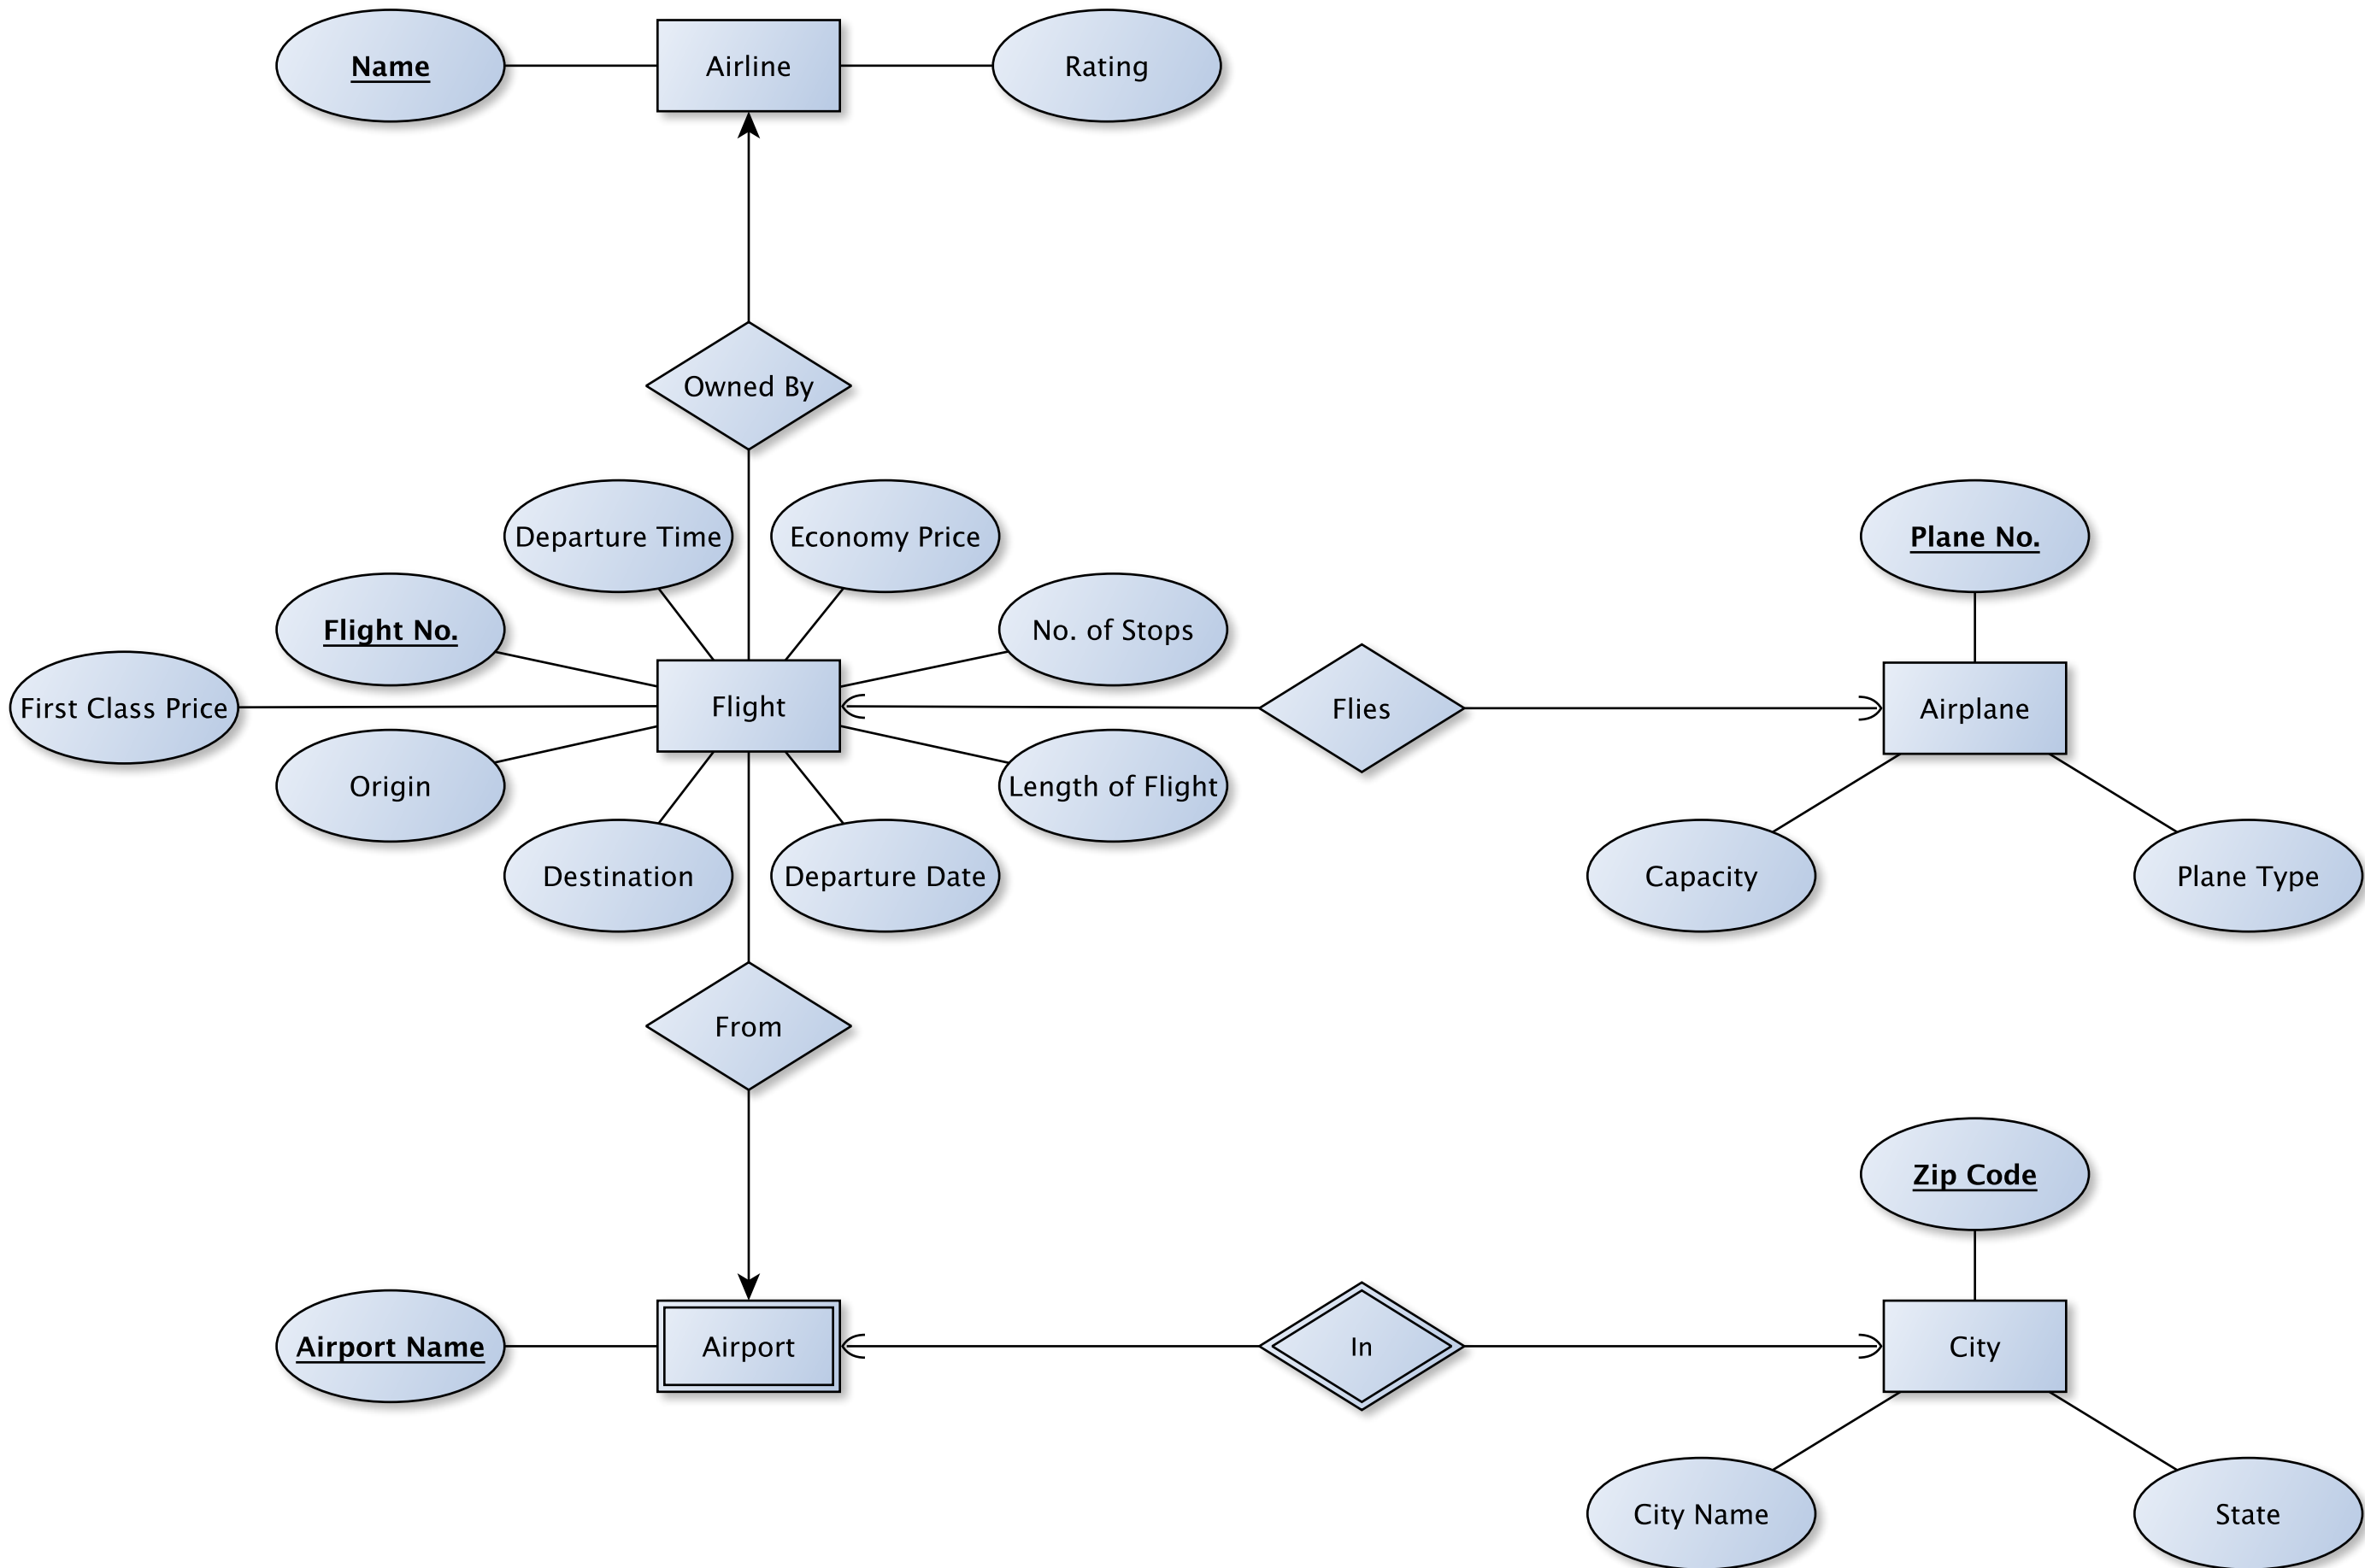 Name
Airline
Rating
Owned By
Departure Time
Economy Price
Plane No.
Flight No.
No. of Stops
First Class Price
Flight
Flies
Airplane
Origin
Length of Flight
Destination
Departure Date
Capacity
Plane Type
From
Zip Code
Airport Name
Airport
In
City
City Name
State